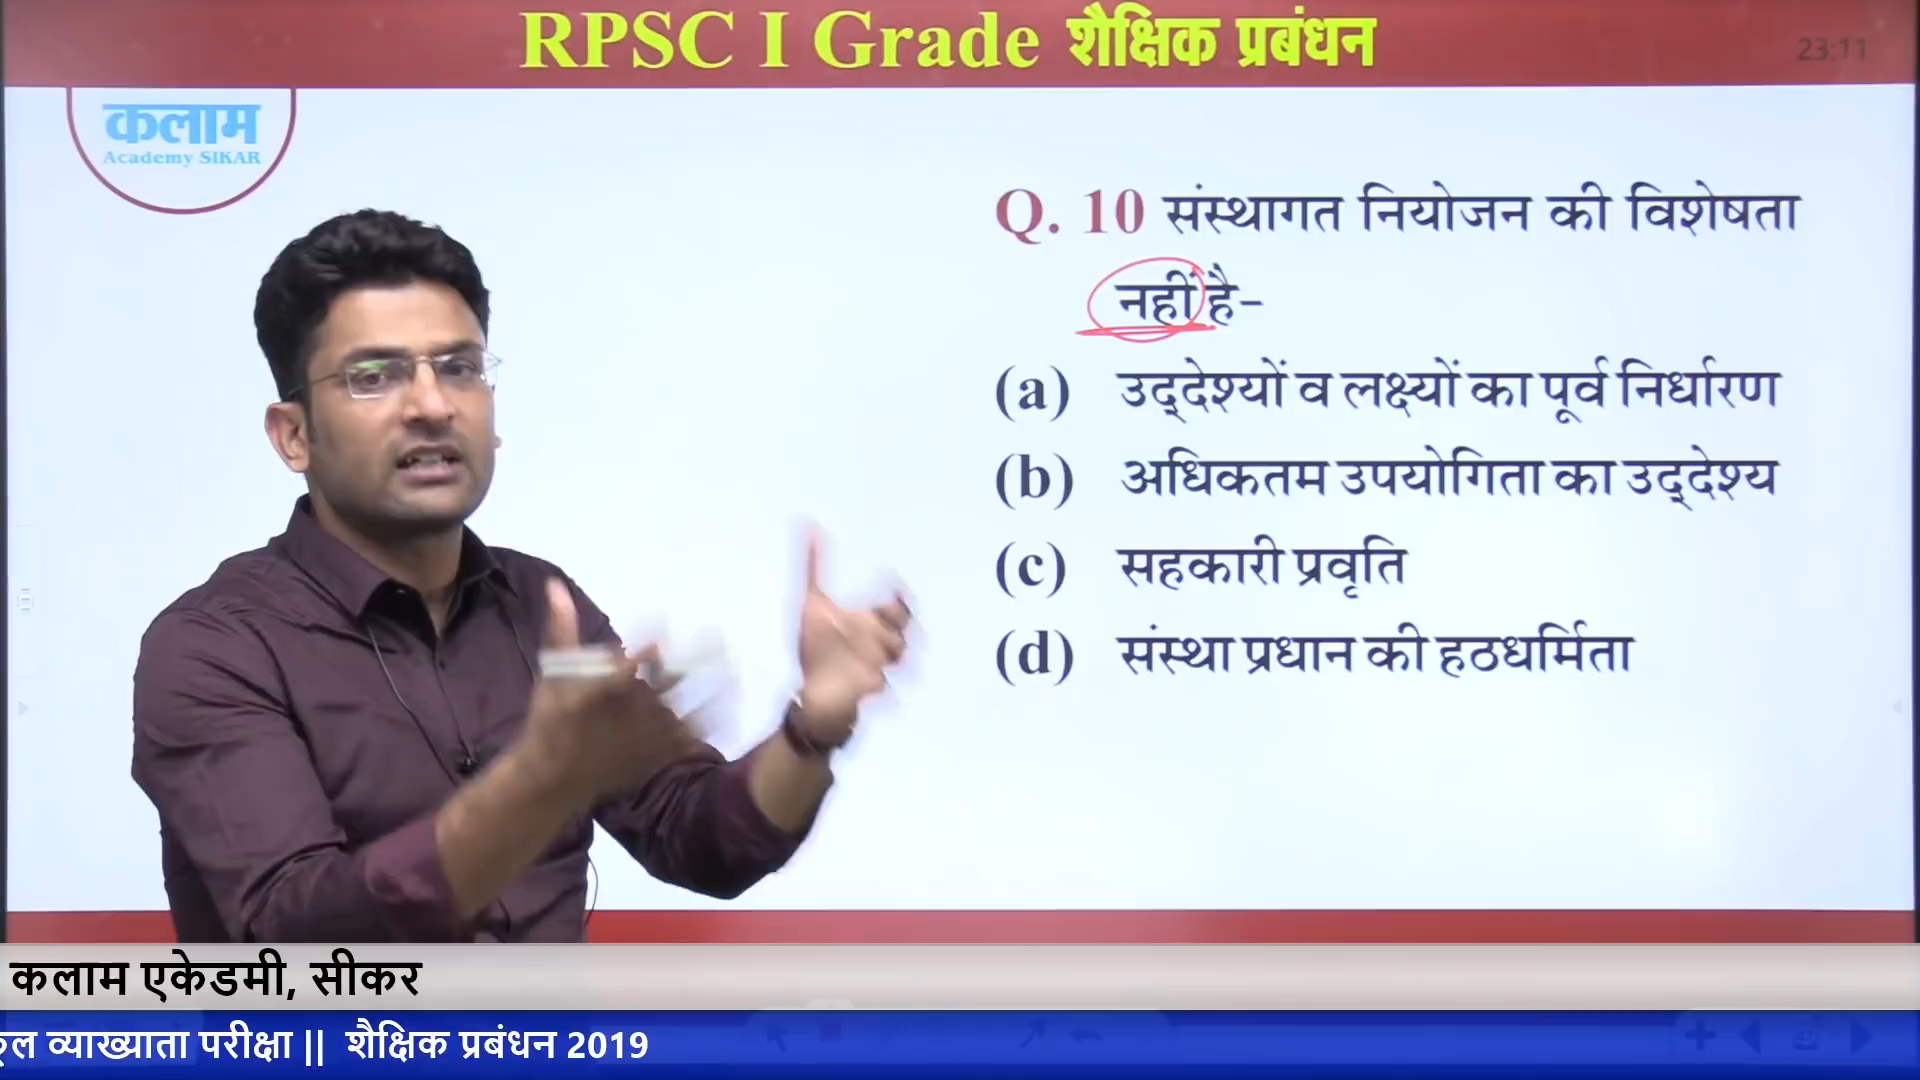 RPSC I Grade शैक्षिक प्रबंधन
23:11
कलाम
Academy SIKAR
Q. 10 संस्थागत नियोजन की विशेषता
नहीं है-
(a) उद्देश्यों व लक्ष्यों का पूर्व निर्धारण
(b) अधिकतम उपयोगिता का उद्देश्य
(c) सहकारी प्रवृति
(d) संस्था प्रधान की हठधर्मिता
कलाम एकेडमी, सीकर
व्याख्याता परीक्षा || शैक्षिक प्रबंधन 2019